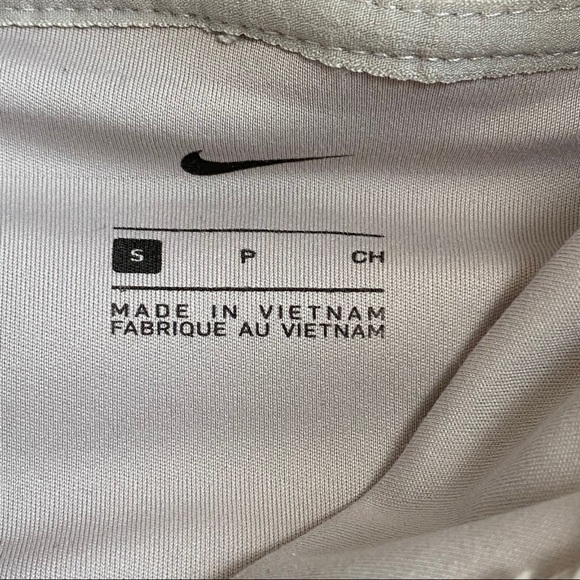 S P CH
MADE IN VIETNAM
FABRIQUE AU VIETNAM